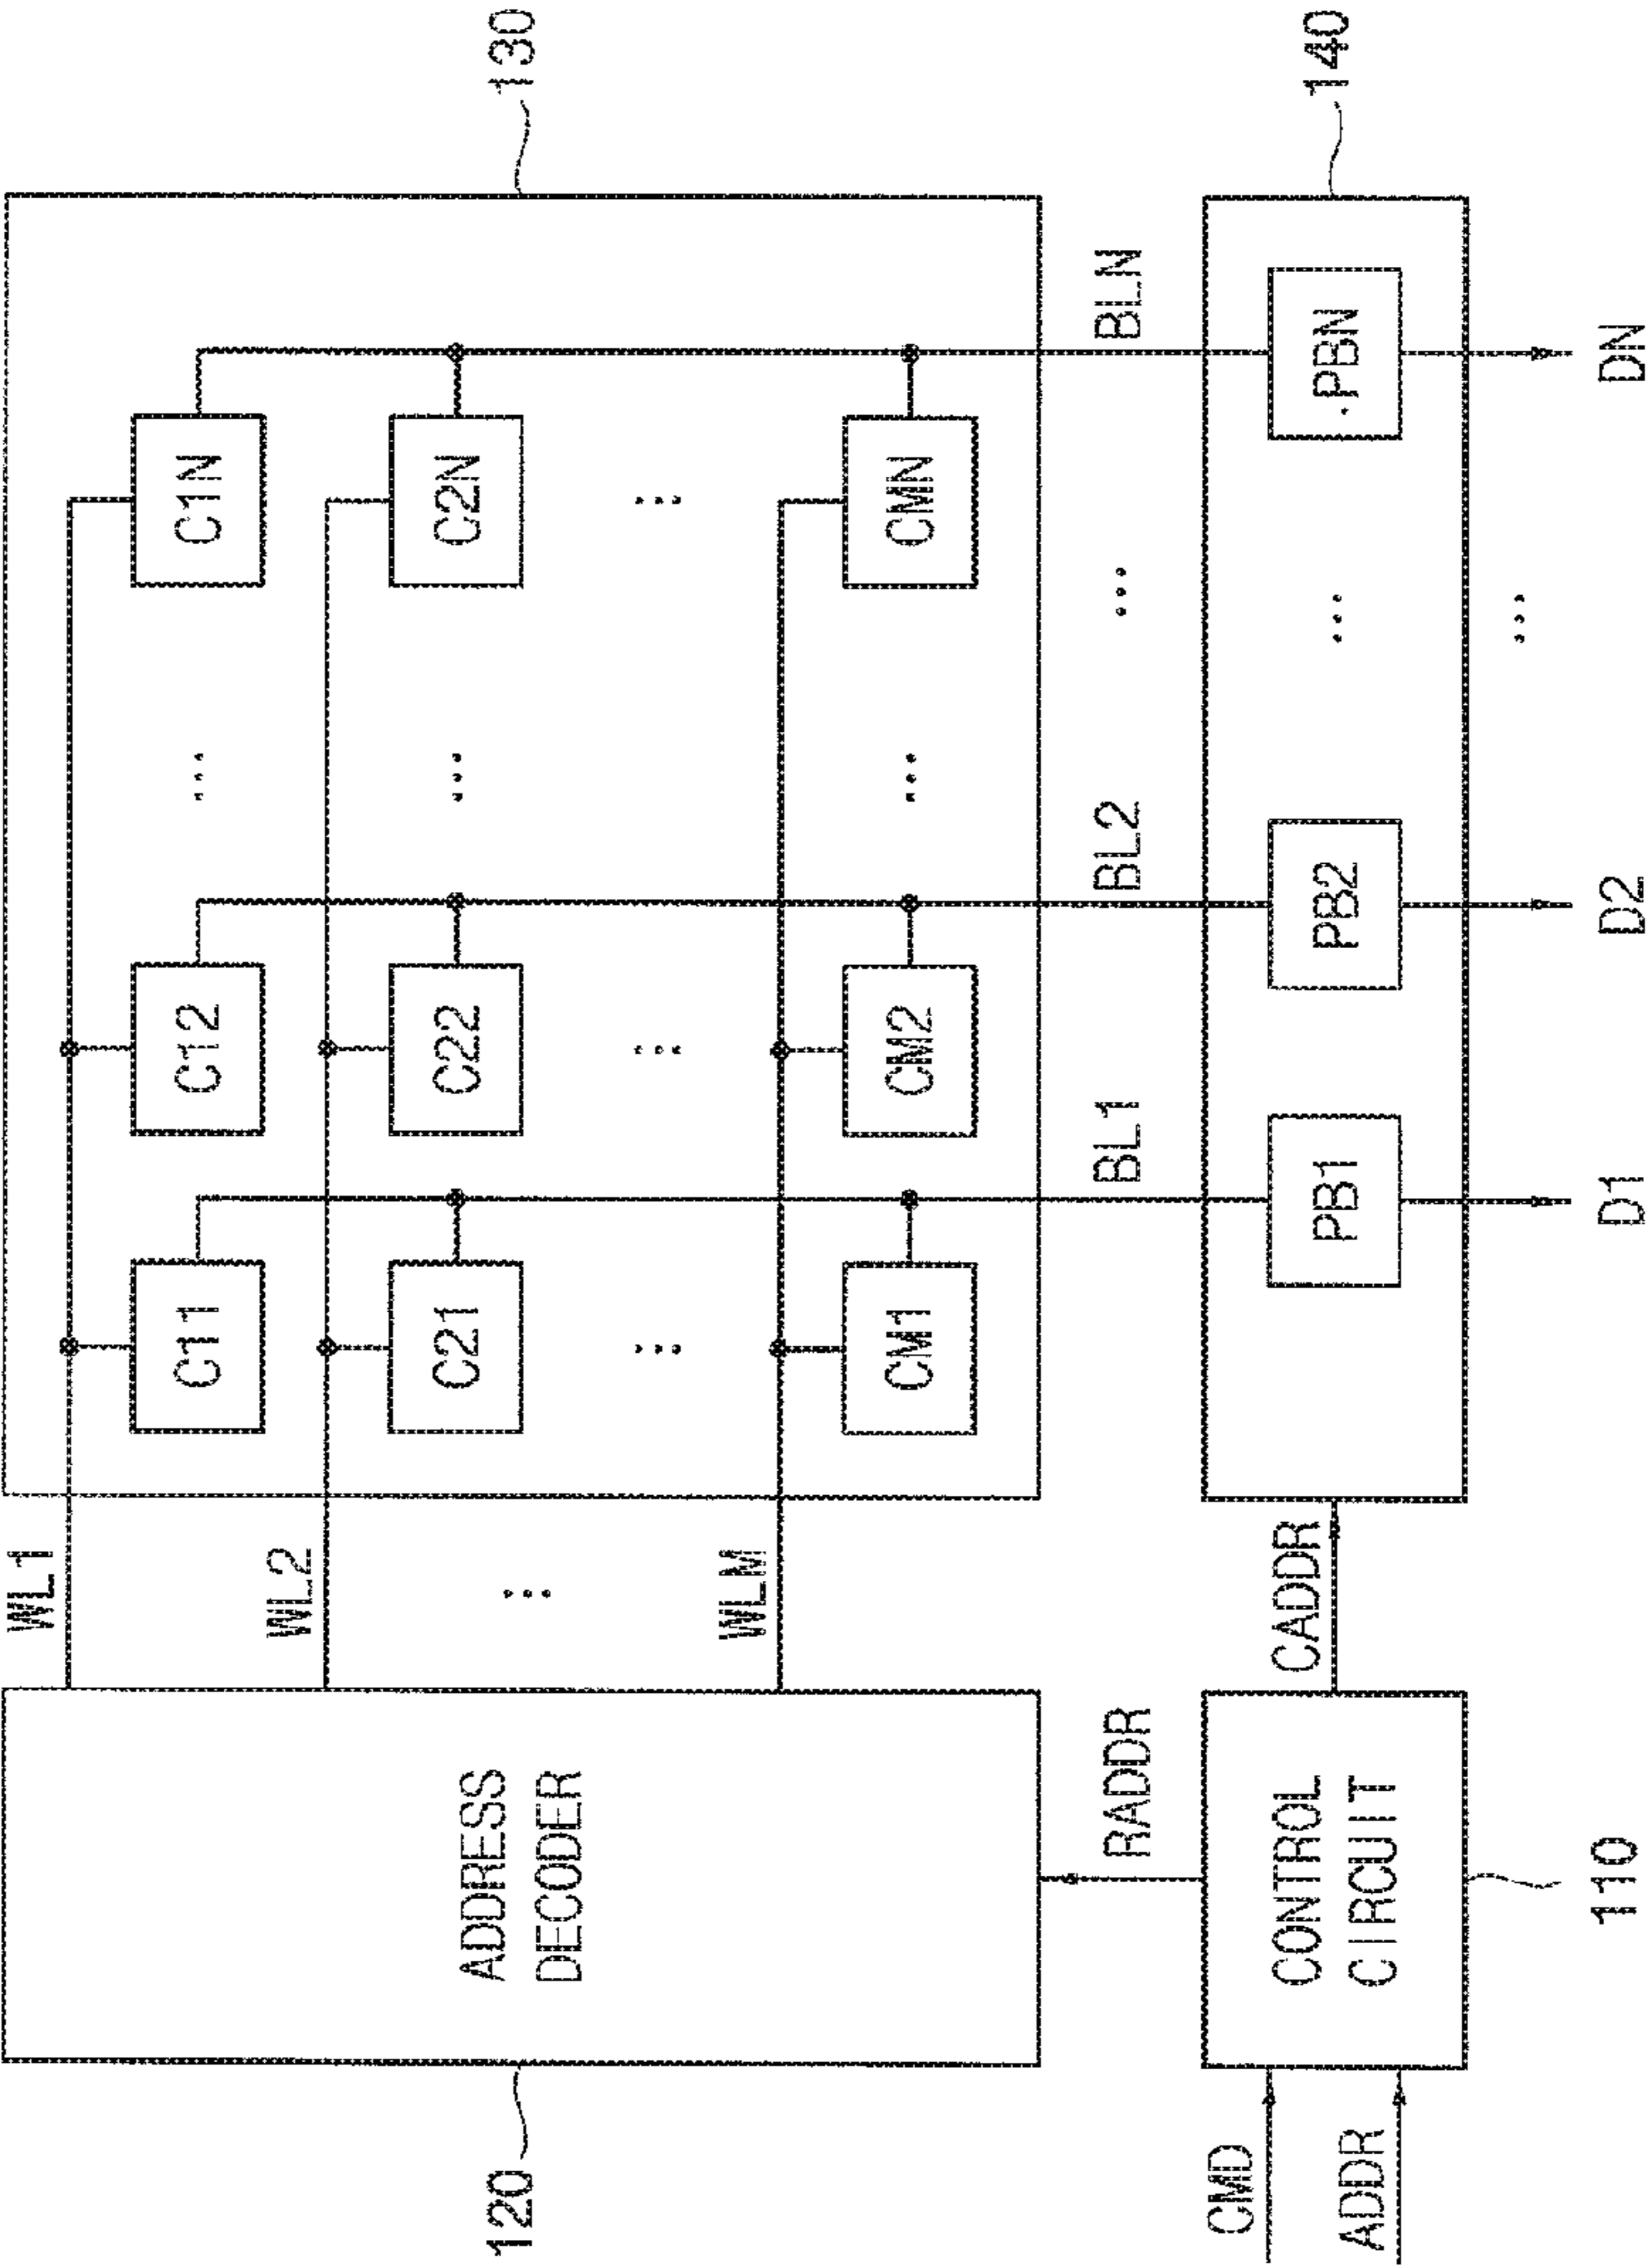 WL1
C11 C12 ... C1N
WL2
C21 C22 ... C2N
120
ADDRESS
DECODER
130
...
... ... ...
WLM
CM1 CM2 ... CMN
RADDR
BL1 BL2 ... BLN
CMD
ADDR
CONTROL
CIRCUIT
CADDR
PB1 PB2 ... PBN
140
...
110
D1 D2 DN